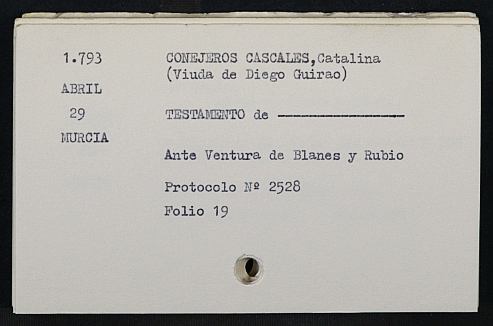 1.793
ABRIL
29
MURCIA
CONEJEROS CASCALES,Catalina
(Viuda de Diego Guirao)
TESTAMENTO de ————————
Ante Ventura de Blanes y Rubio
Protocolo Nº 2528
Folio 19